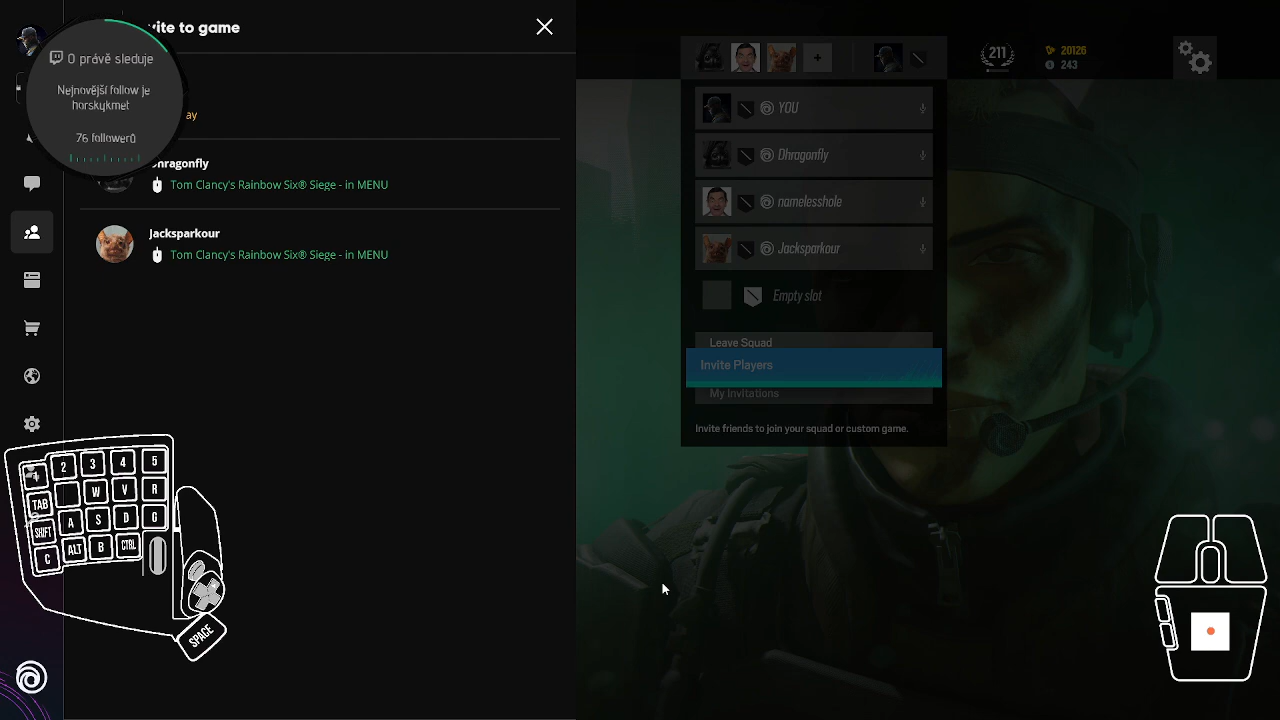 vite to game
O právě sleduje
Nejnovější follow je
horskykmet
76 followerů
ay
Dhragonfly
Tom Clancy's Rainbow Six® Siege - in MENU
Jacksparkour
Tom Clancy's Rainbow Six® Siege - in MENU
+
211
20126
243
YOU
Dhragonfly
namelesshole
Jacksparkour
Empty slot
Leave Squad
Invite Players
My Invitations
Invite friends to join your squad or custom game.
1 2 3 4 5
TAB W V R
SHIFT A S D G
C ALT B CTRL
SPACE